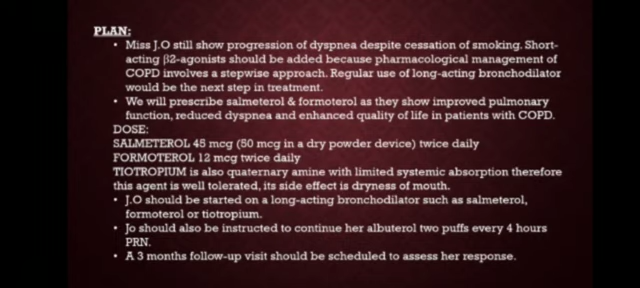 PLAN:
• Miss J.O still show progression of dyspnea despite cessation of smoking. Short-
acting β2-agonists should be added because pharmacological management of
COPD involves a stepwise approach. Regular use of long-acting bronchodilator
would be the next step in treatment.
• We will prescribe salmeterol & formoterol as they show improved pulmonary
function, reduced dyspnea and enhanced quality of life in patients with COPD.
DOSE:
SALMETEROL 45 mcg (50 mcg in a dry powder device) twice daily
FORMOTEROL 12 mcg twice daily
TIOTROPIUM is also quaternary amine with limited systemic absorption therefore
this agent is well tolerated, its side effect is dryness of mouth.
• J.O should be started on a long-acting bronchodilator such as salmeterol,
formoterol or tiotropium.
• Jo should also be instructed to continue her albuterol two puffs every 4 hours
PRN.
• A 3 months follow-up visit should be scheduled to assess her response.